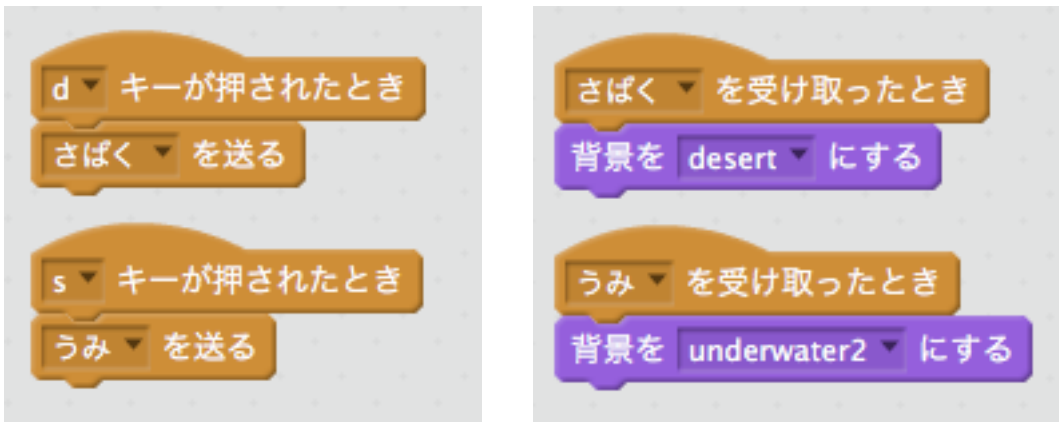 d キーが押されたとき
さばく を送る
s キーが押されたとき
うみ を送る
さばく を受け取ったとき
背景を desert にする
うみ を受け取ったとき
背景を underwater2 にする